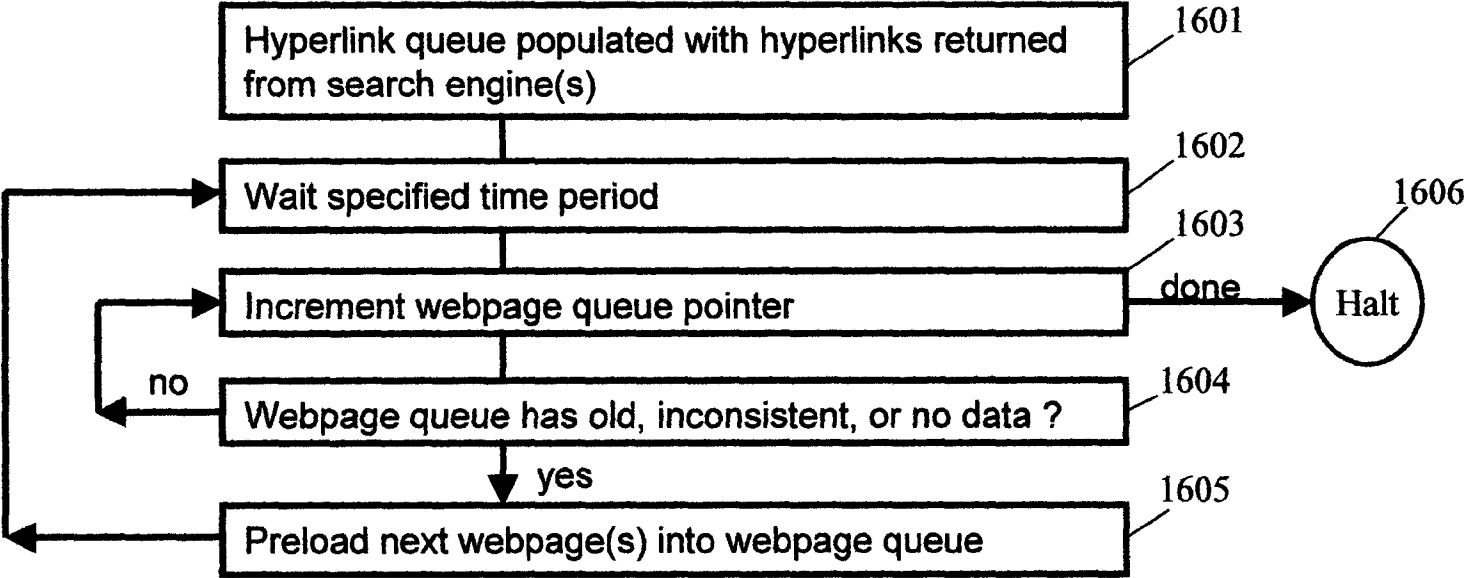 Hyperlink queue populated with hyperlinks returned
from search engine(s)
1601
Wait specified time period
1602
Increment webpage queue pointer
1603
done
Halt
1606
Webpage queue has old, inconsistent, or no data ?
1604
no
yes
Preload next webpage(s) into webpage queue
1605